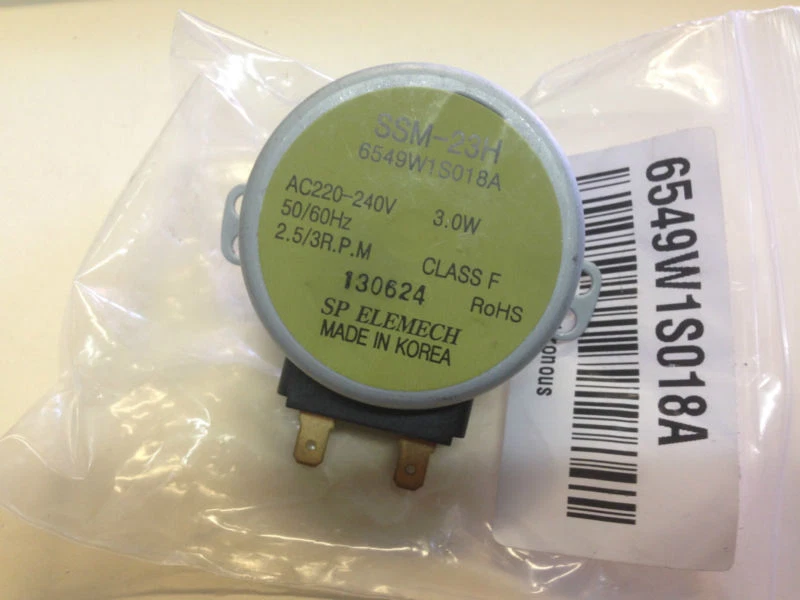 SSM-23H
6549W1S018A
AC220-240V 3.0W
50/60Hz
2.5/3R.P.M
CLASS F
130624 RoHS
SP ELEMECH
MADE IN KOREA
6549W1S018A